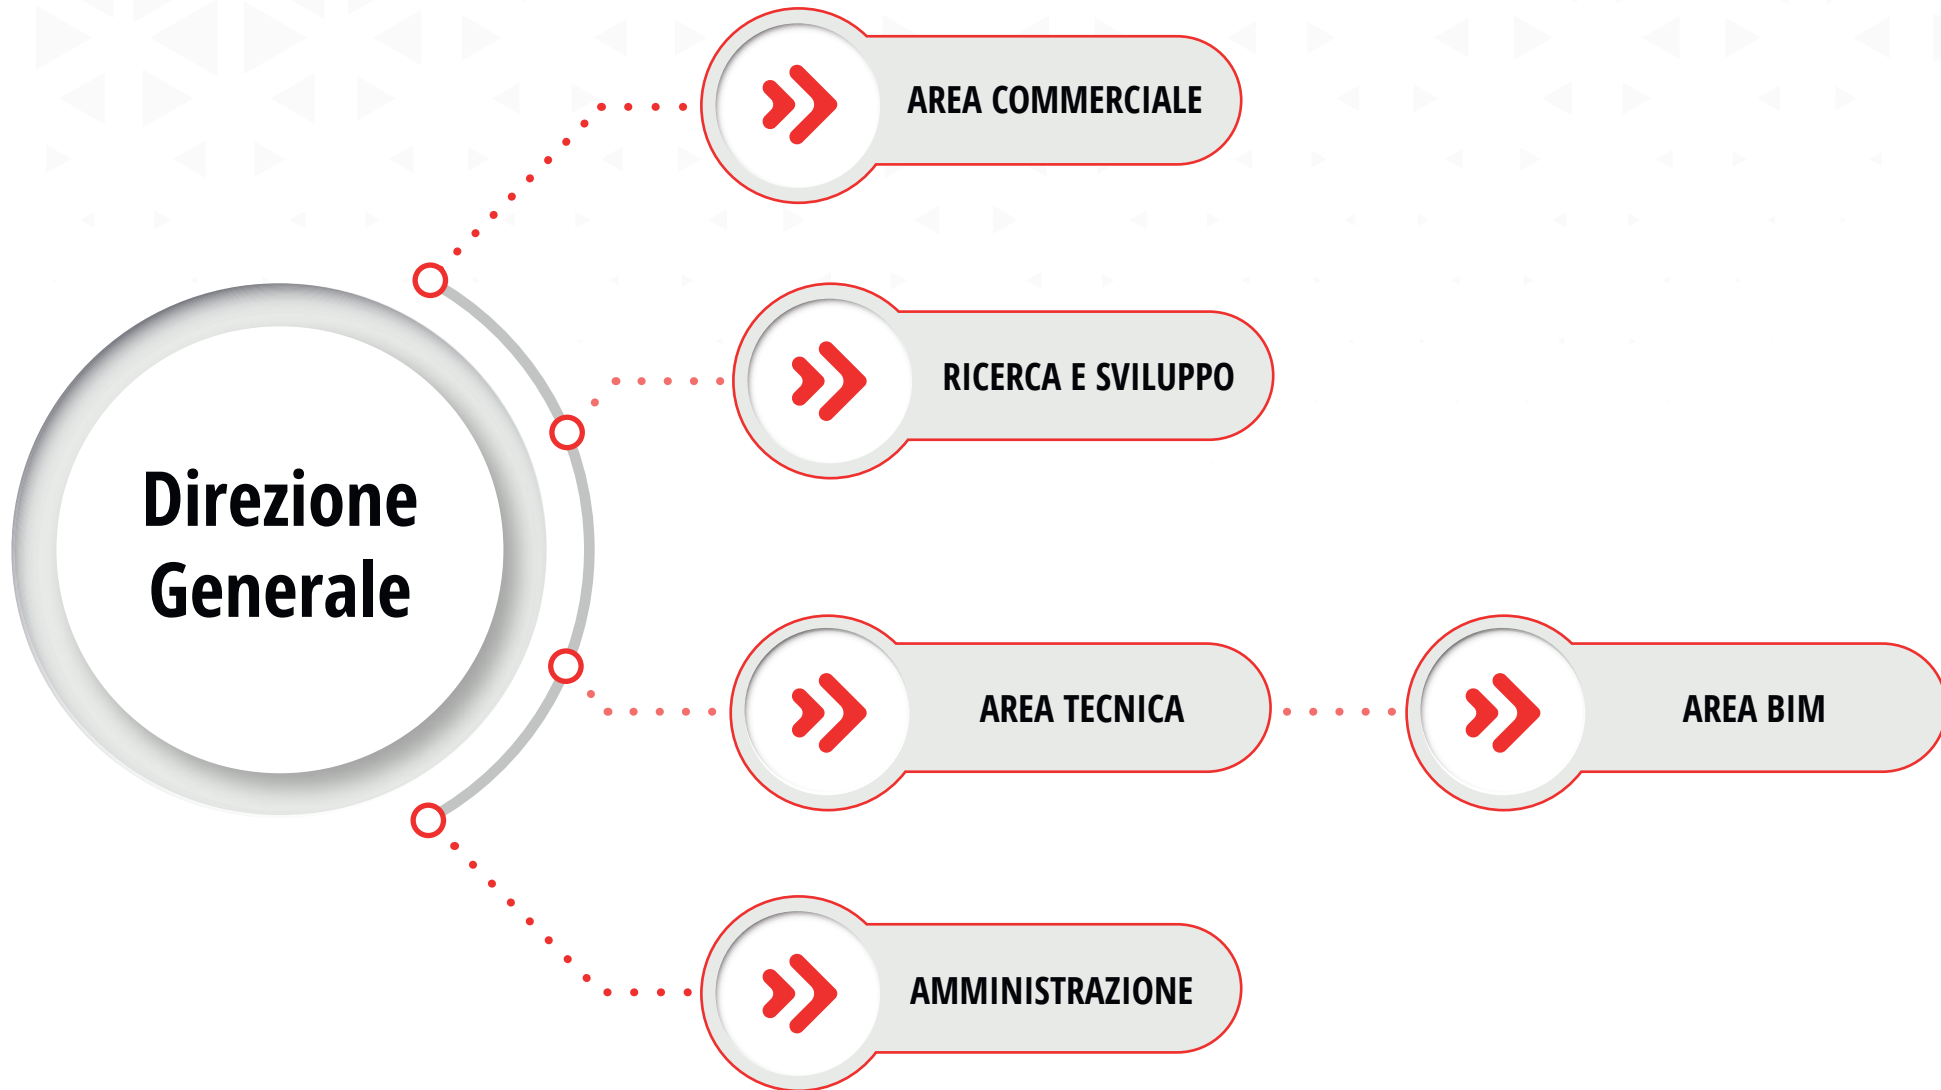 AREA COMMERCIALE
RICERCA E SVILUPPO
Direzione
Generale
AREA TECNICA
AREA BIM
AMMINISTRAZIONE